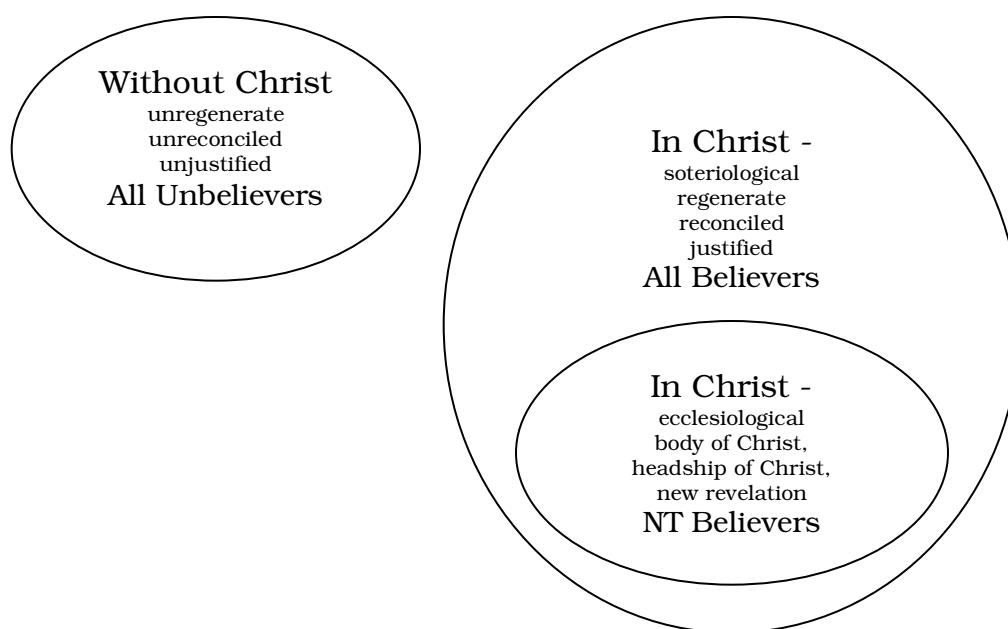 Without Christ
unregenerate
unreconciled
unjustified
All Unbelievers
In Christ -
soteriological
regenerate
reconciled
justified
All Believers
In Christ -
ecclesiological
body of Christ,
headship of Christ,
new revelation
NT Believers